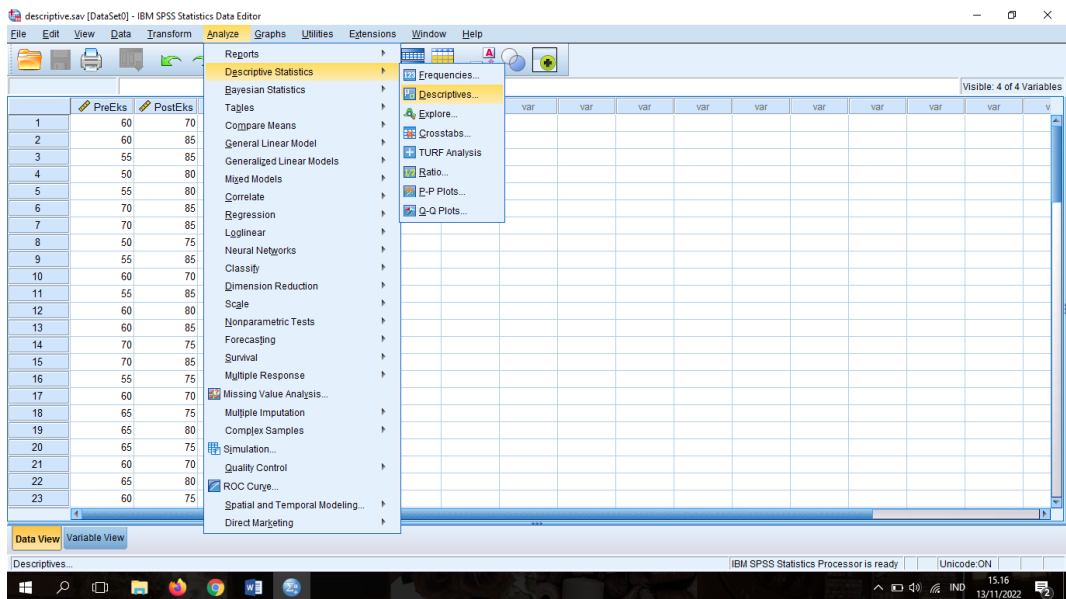 descriptive.sav [DataSet0] - IBM SPSS Statistics Data Editor
File Edit View Data Transform Analyze Graphs Utilities Extensions Window Help
Visible: 4 of 4 Variables
Reports
Descriptive Statistics
Bayesian Statistics
Tables
Compare Means
General Linear Model
Generalized Linear Models
Mixed Models
Correlate
Regression
Loglinear
Neural Networks
Classify
Dimension Reduction
Scale
Nonparametric Tests
Forecasting
Survival
Multiple Response
Missing Value Analysis...
Multiple Imputation
Complex Samples
Simulation...
Quality Control
ROC Curve...
Spatial and Temporal Modeling...
Direct Marketing
Frequencies...
Descriptives...
Explore...
Crosstabs...
TURF Analysis
Ratio...
P-P Plots...
Q-Q Plots...
PreEks PostEks var var var var var var var var
1 60 70
2 60 85
3 55 85
4 50 80
5 55 80
6 70 85
7 70 85
8 50 75
9 55 85
10 60 70
11 55 85
12 60 80
13 60 85
14 70 75
15 70 85
16 55 75
17 60 70
18 65 75
19 65 80
20 65 75
21 60 70
22 65 80
23 60 75
Data View Variable View
Descriptives... IBM SPSS Statistics Processor is ready Unicode:ON
IND 15.16
13/11/2022